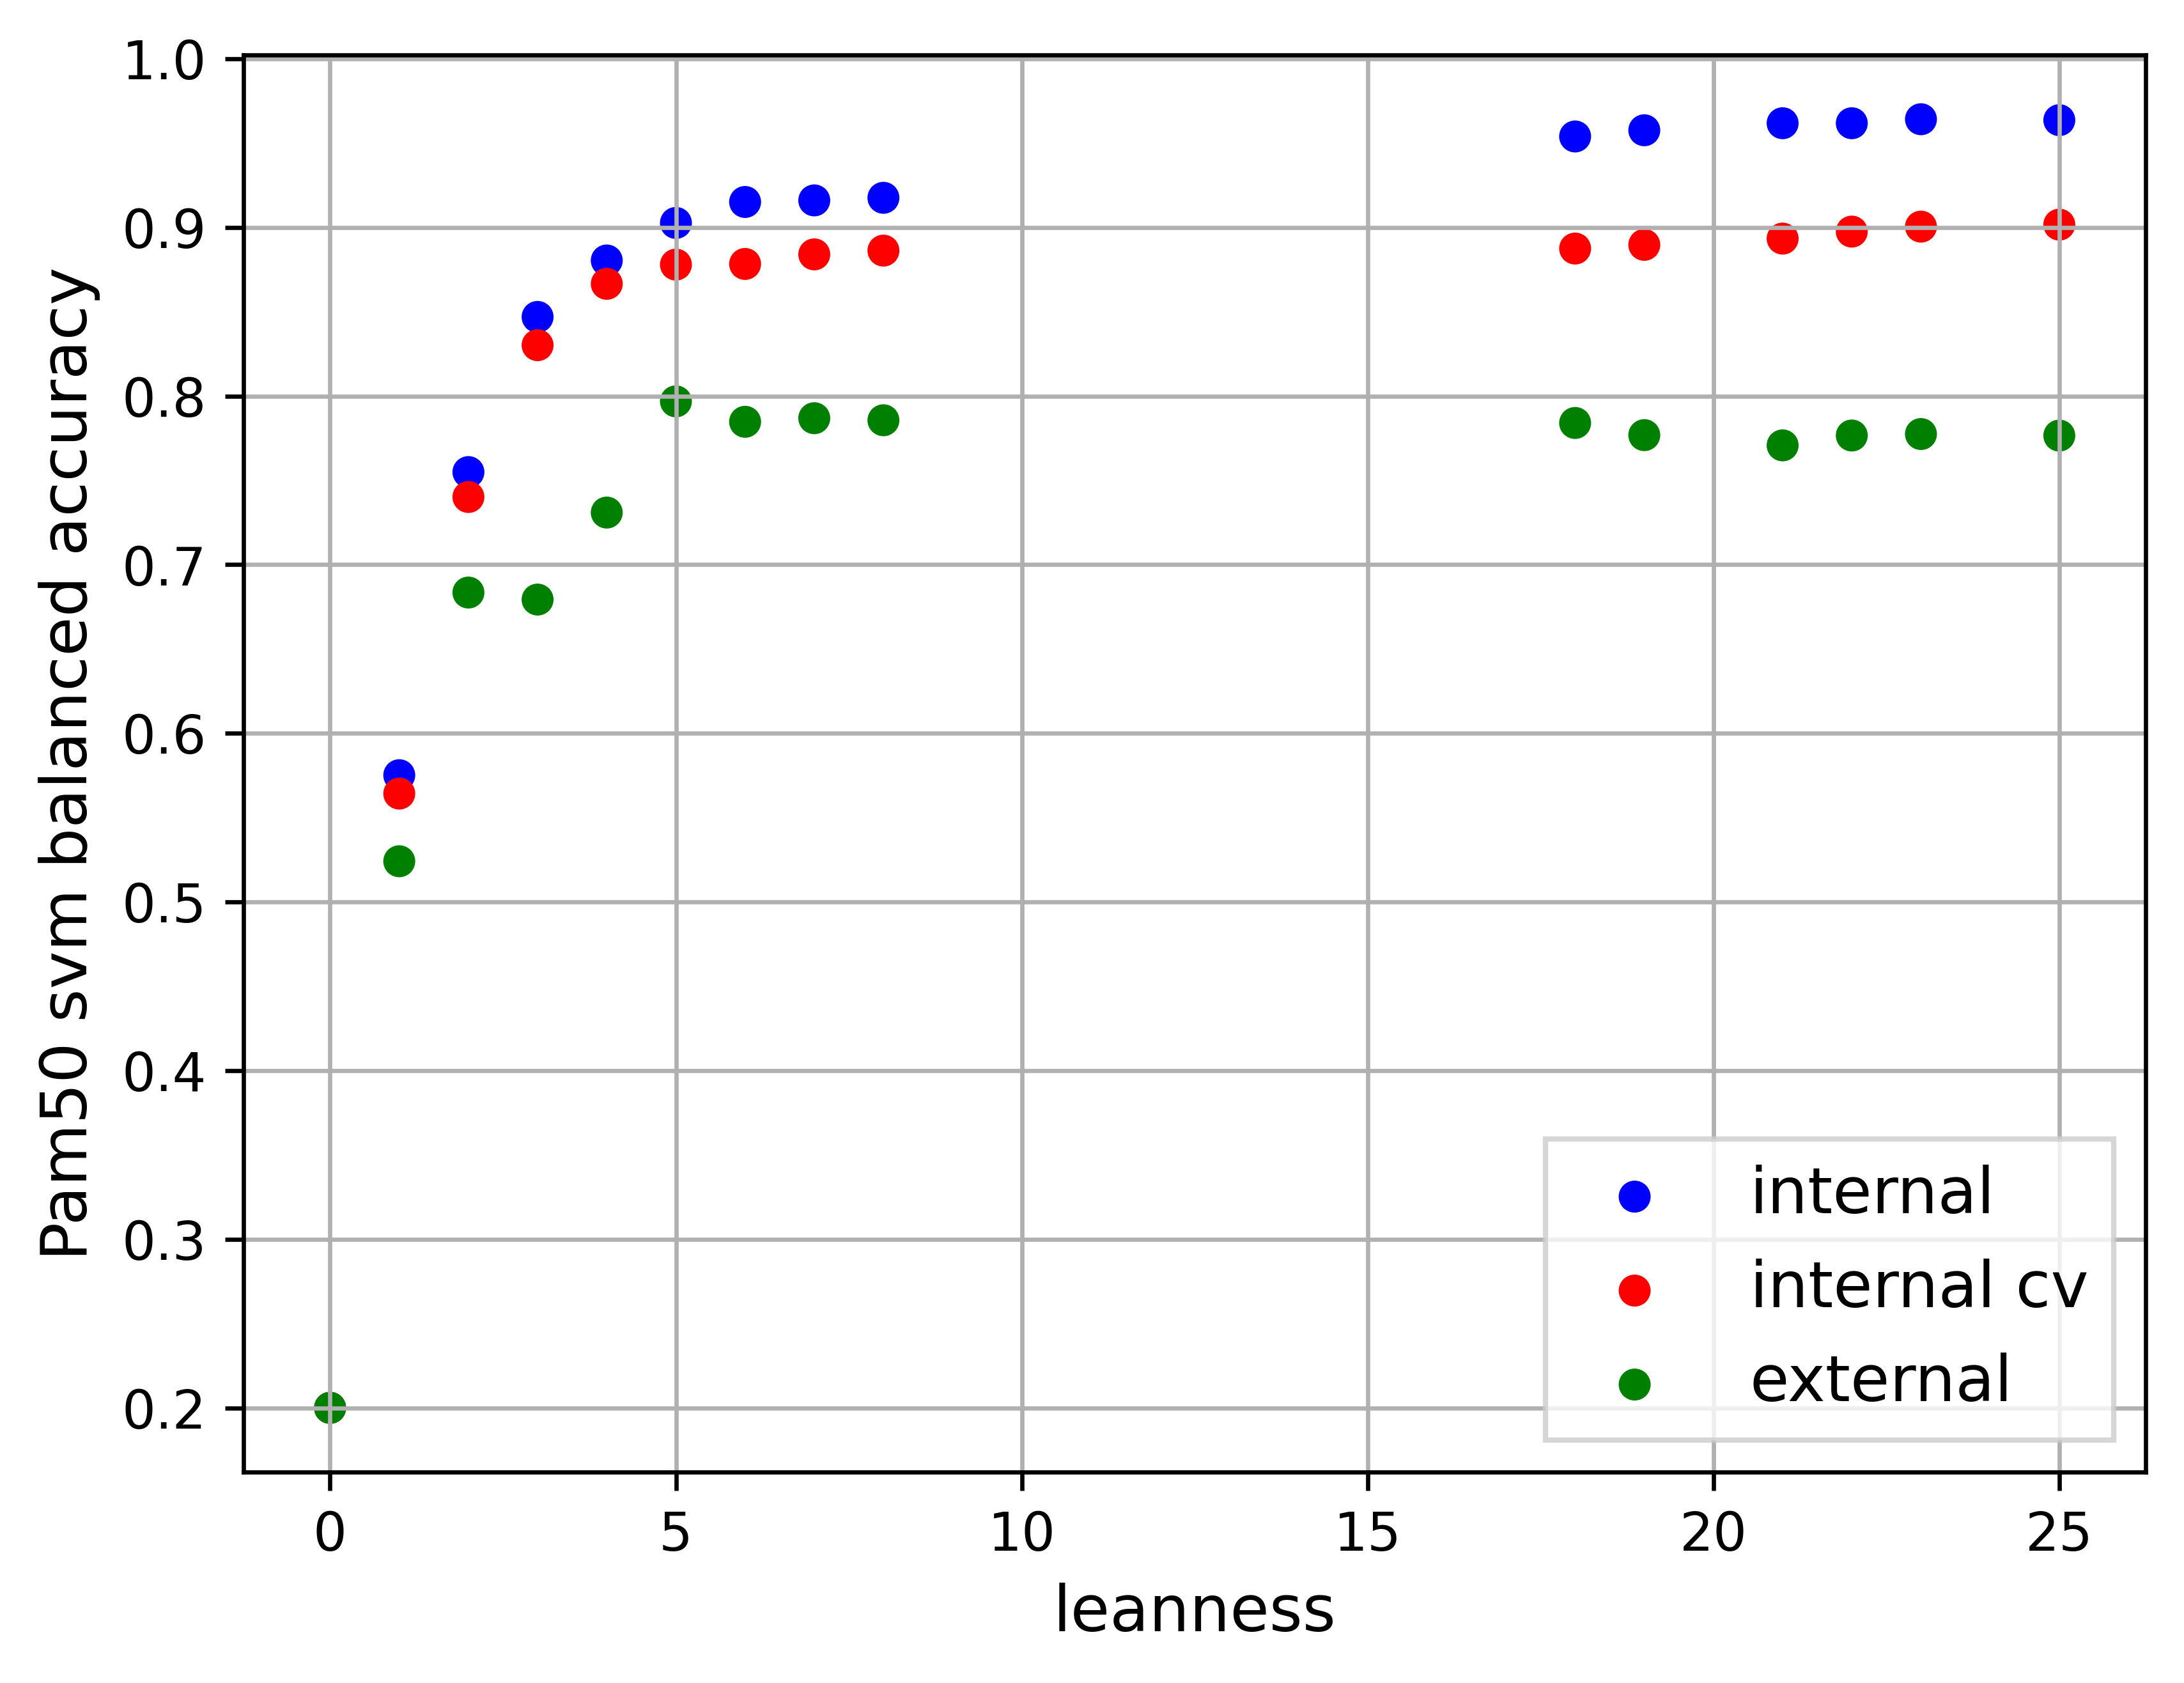 1.0
0.9
0.8
0.7
0.6
0.5
0.4
0.3
0.2
Pam50 svm balanced accuracy
internal
internal cv
external
0 5 10 15 20 25
leanness